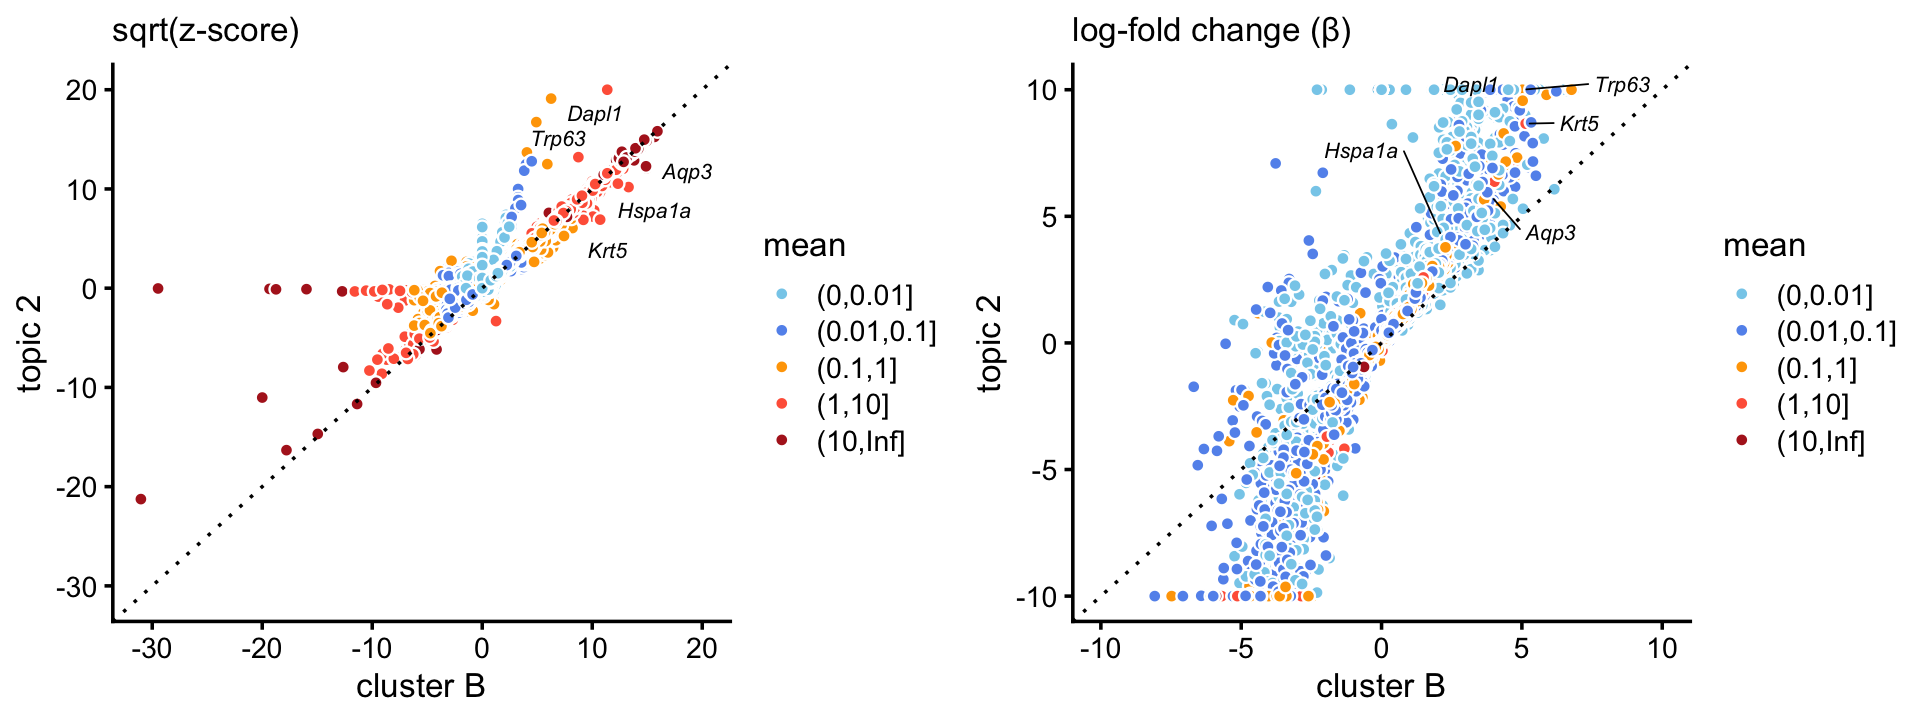 sqrt(z-score)
topic 2
20
10
0
-10
-20
-30
Dapl1
Trp63
Aqp3
Hspa1a
Krt5
-30 -20 -10 0 10 20
cluster B
mean
(0,0.01]
(0.01,0.1]
(0.1,1]
(1,10]
(10,Inf]
log-fold change (β)
topic 2
10
5
0
-5
-10
Dapl1
Trp63
Krt5
Hspa1a
Aqp3
-10 -5 0 5 10
cluster B
mean
(0,0.01]
(0.01,0.1]
(0.1,1]
(1,10]
(10,Inf]